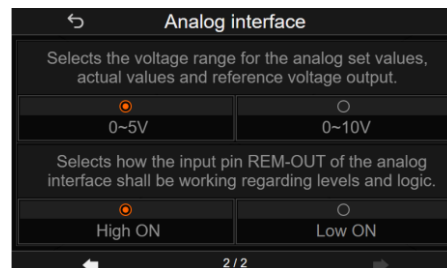 Analog interface
Selects the voltage range for the analog set values,
actual values and reference voltage output.
0~5V
0~10V
Selects how the input pin REM-OUT of the analog
interface shall be working regarding levels and logic.
High ON
Low ON
2/2